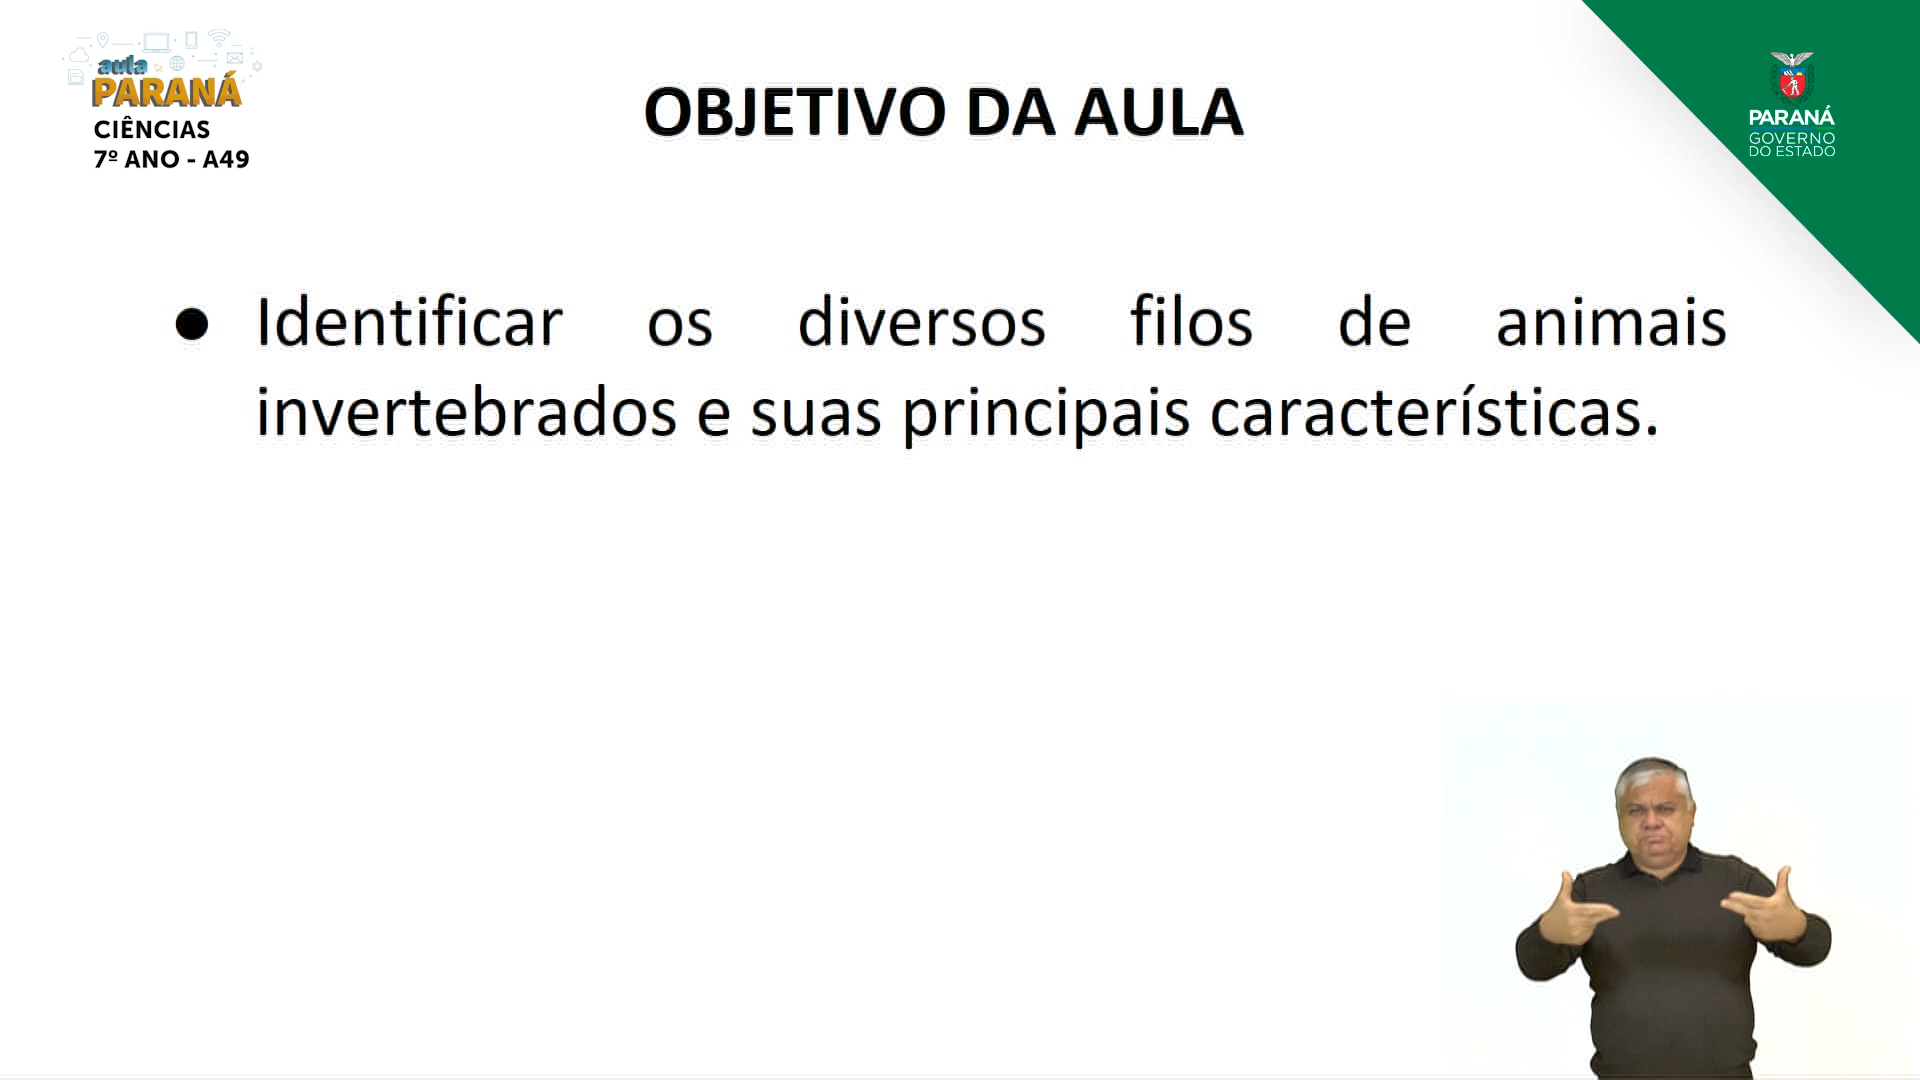 aula
PARANÁ
CIÊNCIAS
7º ANO - A49
OBJETIVO DA AULA
PARANÁ
GOVERNO
DO ESTADO
● Identificar os diversos filos de animais
invertebrados e suas principais características.